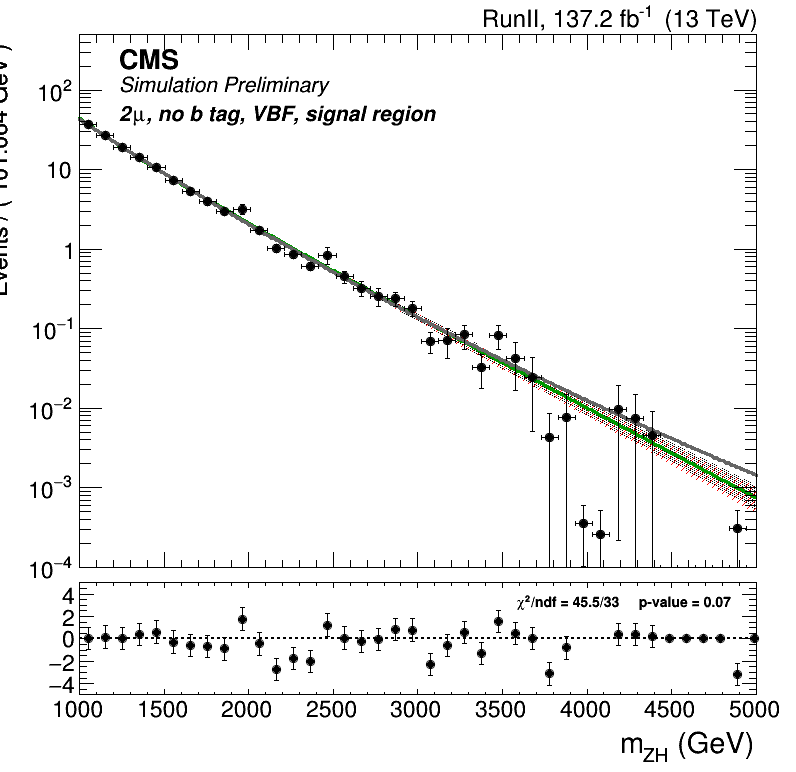 RunII, 137.2 fb⁻¹ (13 TeV)
CMS
Simulation Preliminary
2μ, no b tag, VBF, signal region
10²
10
1
10⁻¹
10⁻²
10⁻³
10⁻⁴
χ²/ndf = 45.5/33 p-value = 0.07
4
2
0
−2
−4
1000 1500 2000 2500 3000 3500 4000 4500 5000
m_ZH (GeV)